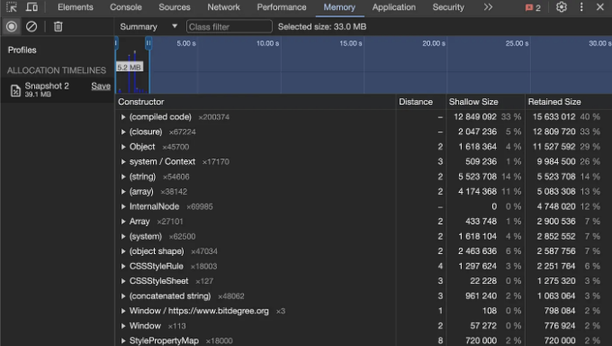 Elements Console Sources Network Performance Memory Application Security 2
Summary Class filter Selected size: 33.0 MB
Profiles
ALLOCATION TIMELINES
Snapshot 2 Save
39.1 MB
5.00 s 10.00 s 15.00 s 20.00 s 25.00 s 30.00 s
5.2 MB
Constructor Distance Shallow Size Retained Size
(compiled code) ×200374 – 12 849 092 33 % 15 633 012 40 %
(closure) ×67224 – 2 047 236 5 % 12 809 720 33 %
Object ×45700 2 1 618 364 4 % 11 527 592 29 %
system / Context ×17170 3 509 236 1 % 9 984 500 26 %
(string) ×54606 2 5 523 708 14 % 5 523 708 14 %
(array) ×38142 2 4 174 368 11 % 5 083 308 13 %
InternalNode ×69985 – 0 0 % 4 748 020 12 %
Array ×27101 2 433 748 1 % 2 900 536 7 %
(system) ×62500 2 1 618 104 4 % 2 852 552 7 %
(object shape) ×47034 2 2 463 636 6 % 2 587 756 7 %
CSSStyleRule ×18003 4 1 297 624 3 % 2 251 764 6 %
CSSStyleSheet ×127 3 22 228 0 % 1 275 320 3 %
(concatenated string) ×48062 3 961 240 2 % 1 063 064 3 %
Window / https://www.bitdegree.org ×3 1 108 0 % 798 084 2 %
Window ×113 2 57 272 0 % 776 924 2 %
StylePropertyMap ×18000 8 720 000 2 % 720 000 2 %